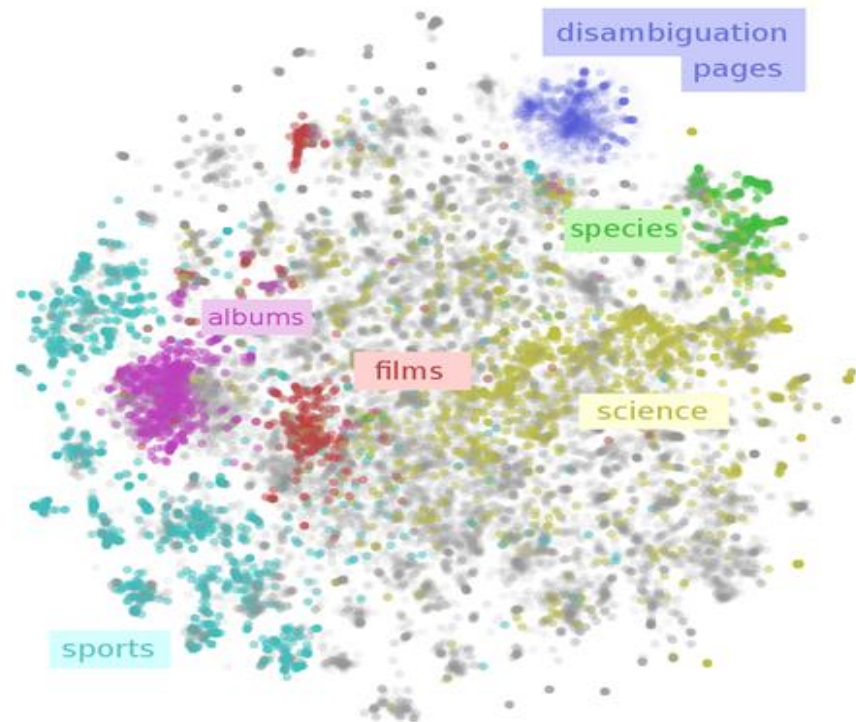 disambiguation
pages
species
albums
films
science
sports